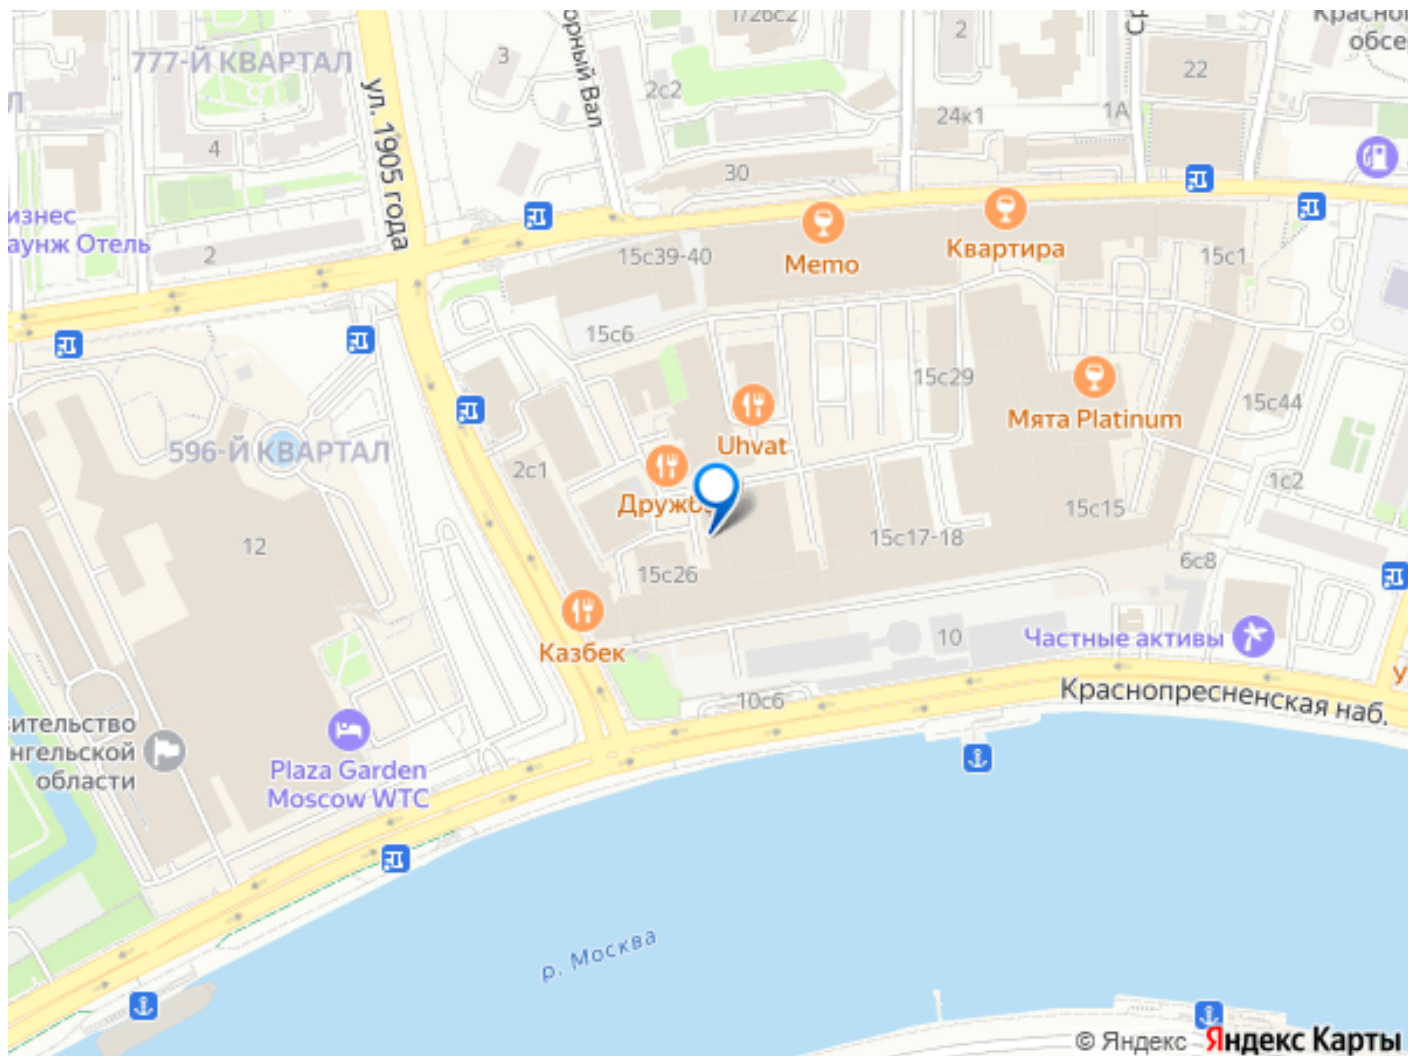 1/26с2
2
3
777-Й КВАРТАЛ
22
2с2
24к1
1А
4
30
ул. 1905 года
изнес
аунж Отель
2
15с39-40
Memo
Квартира
15с1
15с6
15с29
Мята Platinum
15с44
Uhvat
596-Й КВАРТАЛ
2с1
1с2
15с15
12
15с17-18
15с26
6с8
Казбек
10
Частные активы
10с6
Краснопресненская наб.
вительство
нгельской
области
Plaza Garden
Moscow WTC
р. Москва
© Яндекс Яндекс Карты